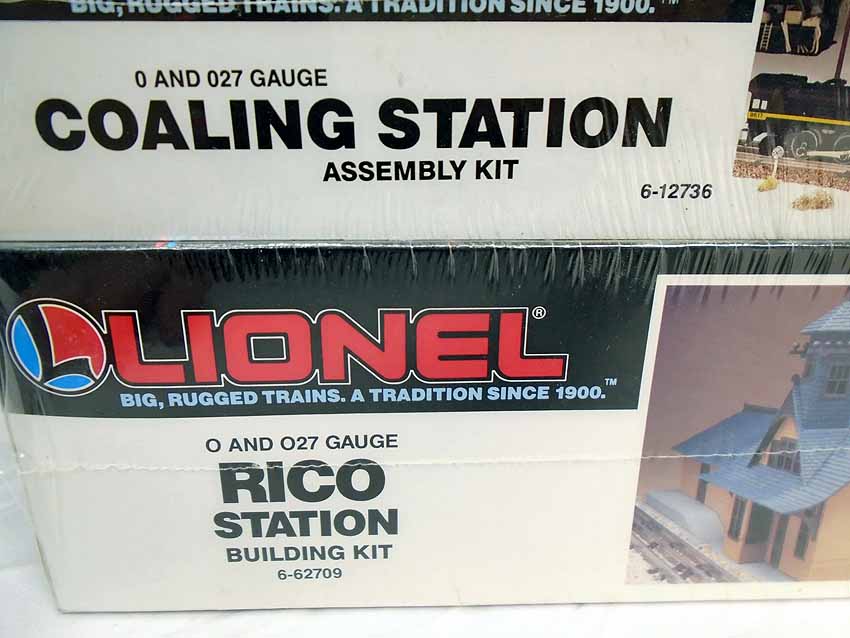 BIG, RUGGED TRAINS. A TRADITION SINCE 1900.™
O AND 027 GAUGE
COALING STATION
ASSEMBLY KIT
6-12736
LIONEL®
BIG, RUGGED TRAINS. A TRADITION SINCE 1900.™
O AND O27 GAUGE
RICO
STATION
BUILDING KIT
6-62709